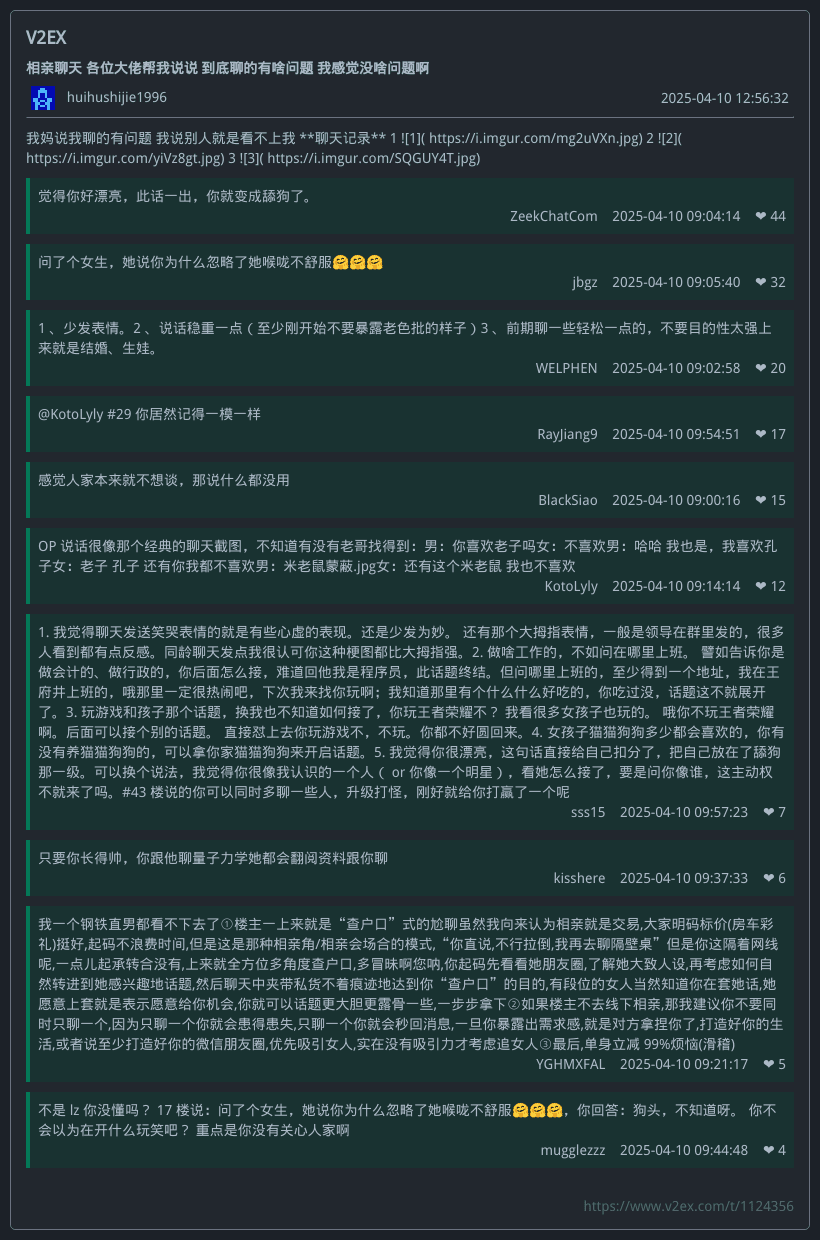 V2EX
相亲聊天 各位大佬帮我说说 到底聊的有啥问题 我感觉没啥问题啊
huihushijie1996
2025-04-10 12:56:32
我妈说我聊的有问题 我说别人就是看不上我 **聊天记录** 1 ![1]( https://i.imgur.com/mg2uVXn.jpg) 2 ![2](
https://i.imgur.com/yiVz8gt.jpg) 3 ![3]( https://i.imgur.com/SQGUY4T.jpg)
觉得你好漂亮，此话一出，你就变成舔狗了。
ZeekChatCom 2025-04-10 09:04:14 ❤ 44
问了个女生，她说你为什么忽略了她喉咙不舒服🤗🤗🤗
jbgz 2025-04-10 09:05:40 ❤ 32
1 、少发表情。2 、说话稳重一点（ 至少刚开始不要暴露老色批的样子 ）3 、前期聊一些轻松一点的，不要目的性太强上
来就是结婚、生娃。
WELPHEN 2025-04-10 09:02:58 ❤ 20
@KotoLyly #29 你居然记得一模一样
RayJiang9 2025-04-10 09:54:51 ❤ 17
感觉人家本来就不想谈，那说什么都没用
BlackSiao 2025-04-10 09:00:16 ❤ 15
OP 说话很像那个经典的聊天截图，不知道有没有老哥找得到：男：你喜欢老子吗女：不喜欢男：哈哈 我也是，我喜欢孔
子女：老子 孔子 还有你我都不喜欢男：米老鼠蒙蔽.jpg女：还有这个米老鼠 我也不喜欢
KotoLyly 2025-04-10 09:14:14 ❤ 12
1. 我觉得聊天发送笑哭表情的就是有些心虚的表现。还是少发为妙。 还有那个大拇指表情，一般是领导在群里发的，很多
人看到都有点反感。同龄聊天发点我很认可你这种梗图都比大拇指强。2. 做啥工作的，不如问在哪里上班。 譬如告诉你是
做会计的、做行政的，你后面怎么接，难道回他我是程序员，此话题终结。但问哪里上班的，至少得到一个地址，我在王
府井上班的，哦那里一定很热闹吧，下次我来找你玩啊；我知道那里有个什么什么好吃的，你吃过没，话题这不就展开
了。3. 玩游戏和孩子那个话题，换我也不知道如何接了，你玩王者荣耀不？ 我看很多女孩子也玩的。 哦你不玩王者荣耀
啊。后面可以接个别的话题。 直接怼上去你玩游戏不，不玩。你都不好圆回来。4. 女孩子猫猫狗狗多少都会喜欢的，你有
没有养猫猫狗狗的，可以拿你家猫猫狗狗来开启话题。5. 我觉得你很漂亮，这句话直接给自己扣分了，把自己放在了舔狗
那一级。可以换个说法，我觉得你很像我认识的一个人（ or 你像一个明星），看她怎么接了，要是问你像谁，这主动权
不就来了吗。#43 楼说的你可以同时多聊一些人，升级打怪，刚好就给你打赢了一个呢
sss15 2025-04-10 09:57:23 ❤ 7
只要你长得帅，你跟他聊量子力学她都会翻阅资料跟你聊
kisshere 2025-04-10 09:37:33 ❤ 6
我一个钢铁直男都看不下去了①楼主一上来就是“查户口”式的尬聊虽然我向来认为相亲就是交易,大家明码标价(房车彩
礼)挺好,起码不浪费时间,但是这是那种相亲角/相亲会场合的模式,“你直说,不行拉倒,我再去聊隔壁桌”但是你这隔着网线
呢,一点儿起承转合没有,上来就全方位多角度查户口,多冒昧啊您呐,你起码先看看她朋友圈,了解她大致人设,再考虑如何自
然转进到她感兴趣地话题,然后聊天中夹带私货不着痕迹地达到你“查户口”的目的,有段位的女人当然知道你在套她话,她
愿意上套就是表示愿意给你机会,你就可以话题更大胆更露骨一些,一步步拿下②如果楼主不去线下相亲,那我建议你不要同
时只聊一个,因为只聊一个你就会患得患失,只聊一个你就会秒回消息,一旦你暴露出需求感,就是对方拿捏你了,打造好你的生
活,或者说至少打造好你的微信朋友圈,优先吸引女人,实在没有吸引力才考虑追女人③最后,单身立减 99%烦恼(滑稽)
YGHMXFAL 2025-04-10 09:21:17 ❤ 5
不是 lz 你没懂吗？ 17 楼说：问了个女生，她说你为什么忽略了她喉咙不舒服🤗🤗🤗，你回答：狗头，不知道呀。 你不
会以为在开什么玩笑吧？ 重点是你没有关心人家啊
mugglezzz 2025-04-10 09:44:48 ❤ 4
https://www.v2ex.com/t/1124356